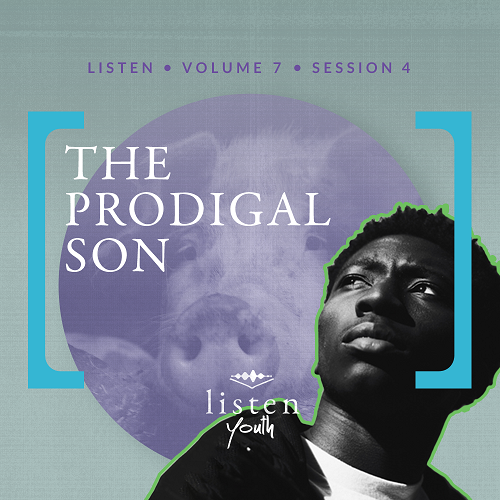 LISTEN • VOLUME 7 • SESSION 4
THE
PRODIGAL
SON
listen
youth